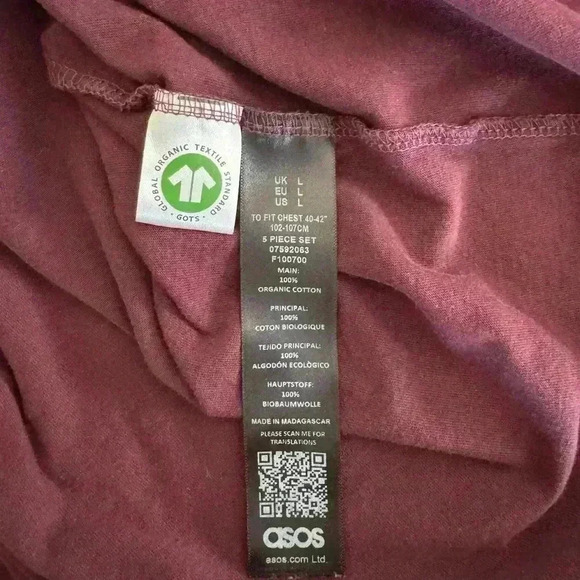 GLOBAL ORGANIC TEXTILE STANDARD
· GOTS ·
UK L
EU L
US L
TO FIT CHEST 40-42"
102-107CM
5 PIECE SET
07592063
F100700
MAIN:
100%
ORGANIC COTTON
PRINCIPAL:
100%
COTON BIOLOGIQUE
TEJIDO PRINCIPAL:
100%
ALGODÓN ECOLÓGICO
HAUPTSTOFF:
100%
BIOBAUMWOLLE
MADE IN MADAGASCAR
PLEASE SCAN ME FOR
TRANSLATIONS
asos
asos.com Ltd.